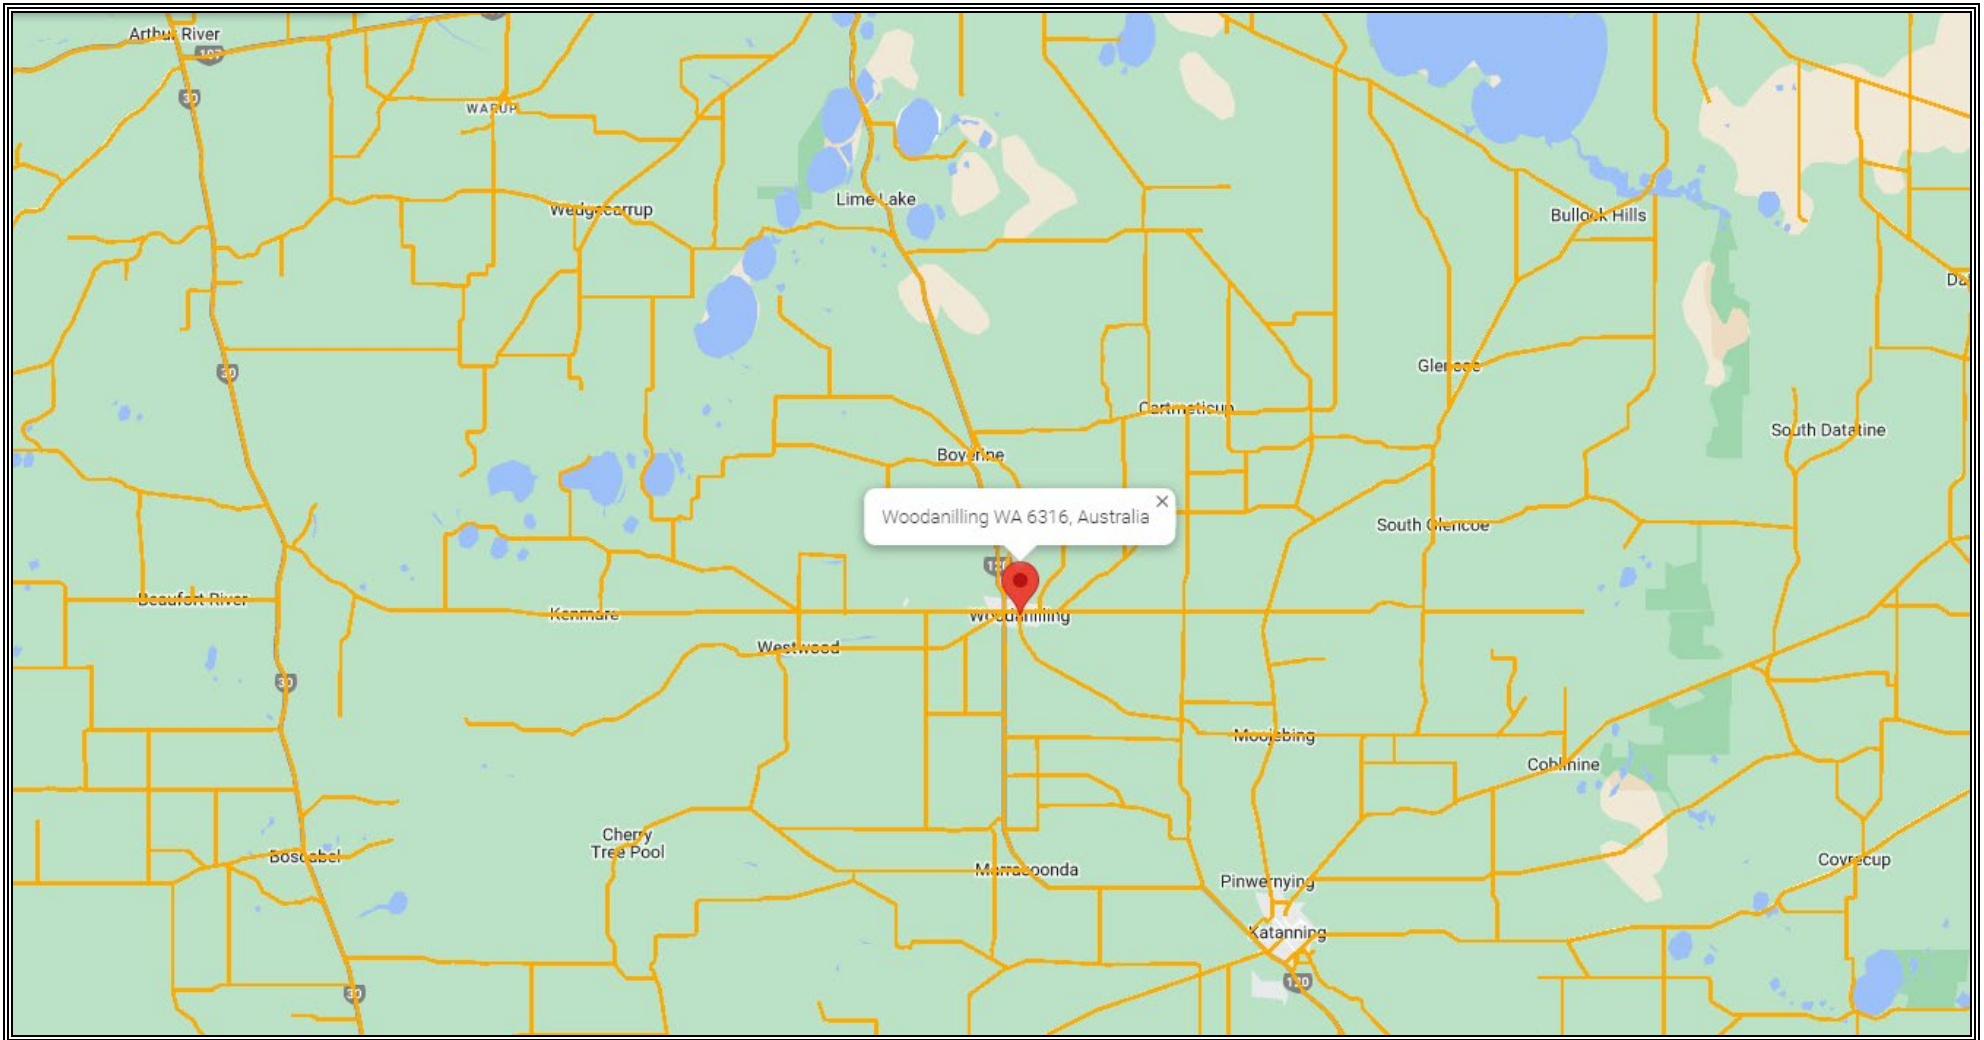 Arthur River
107
30
WARUP
Lime Lake
Wedgecarrup
Bullock Hills
Da
30
Glencoe
Cartmeticup
South Datatine
Boyerine
Woodanilling WA 6316, Australia
South Glencoe
120
Beaufort River
Kenmare
Woodanilling
Westwood
30
Moojebing
Coblinine
Cherry
Tree Pool
Boscabel
Marracoonda
Coyrecup
Pinwernying
Katanning
120
30